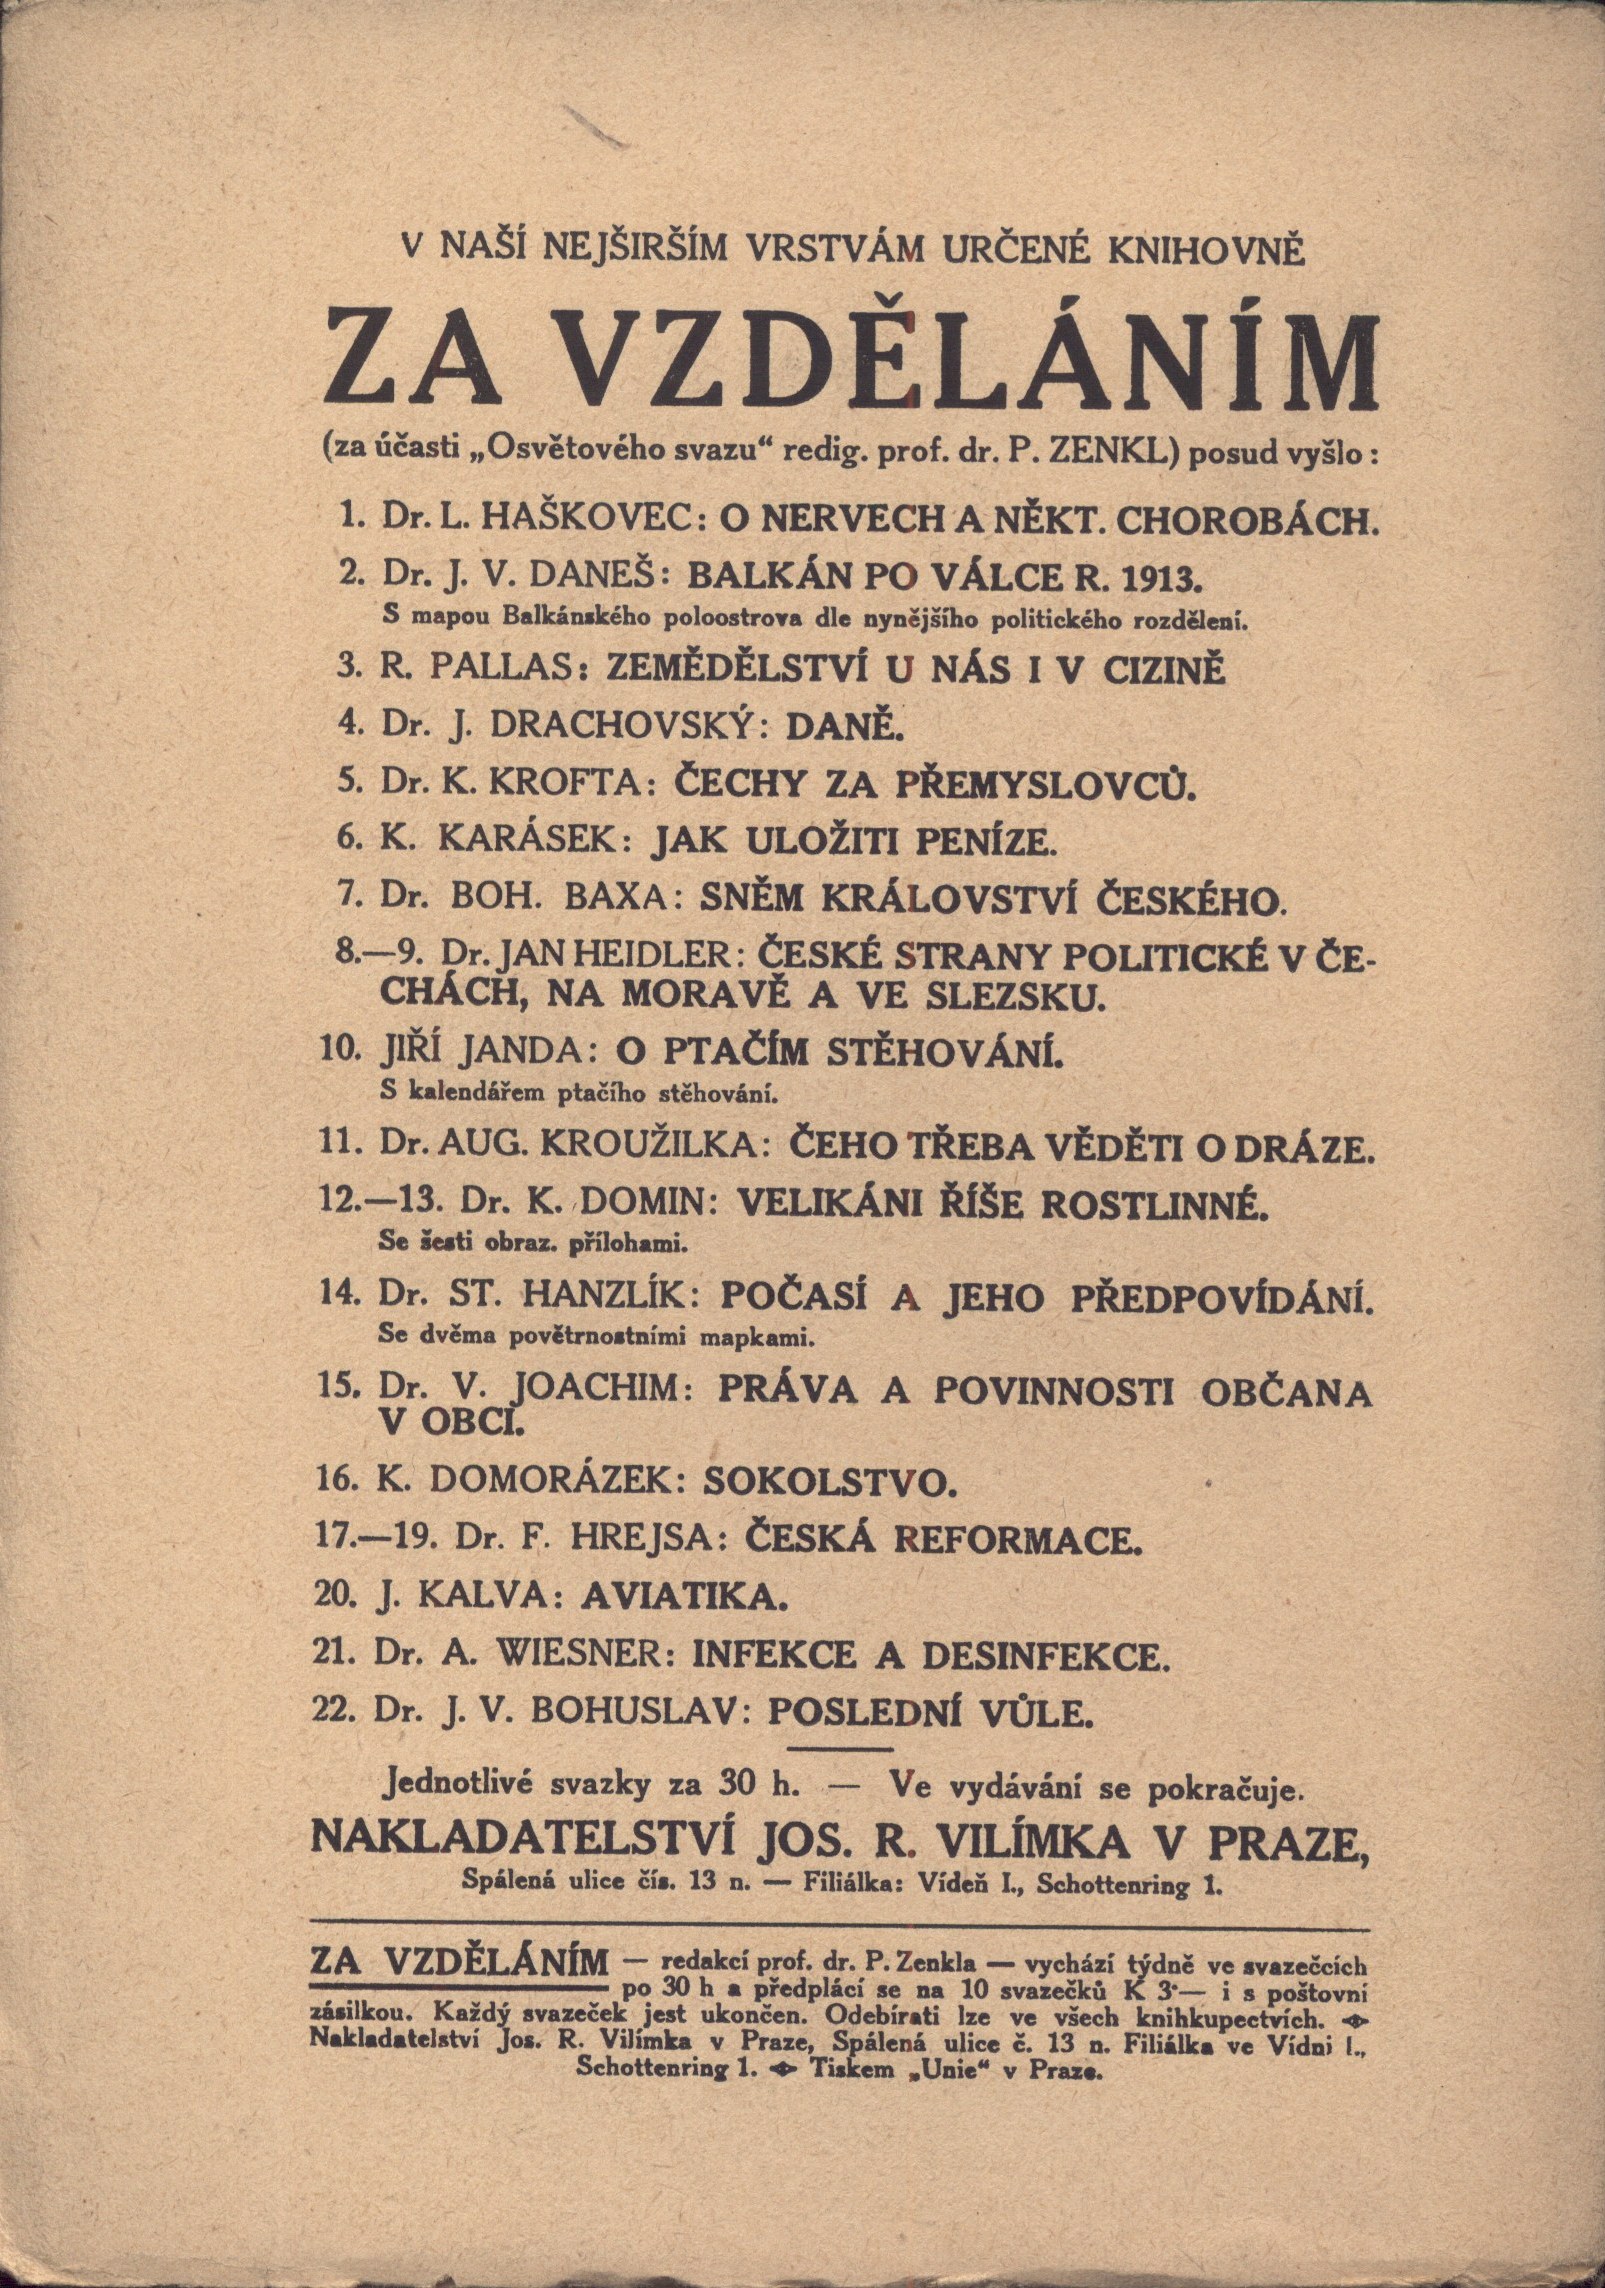 V NAŠÍ NEJŠIRŠÍM VRSTVÁM URČENÉ KNIHOVNĚ
ZA VZDĚLÁNÍM
(za účasti „Osvětového svazu“ redig. prof. dr. P. ZENKL) posud vyšlo:
1. Dr. L. HAŠKOVEC: O NERVECH A NĚKT. CHOROBÁCH.
2. Dr. J. V. DANEŠ: BALKÁN PO VÁLCE R. 1913.
S mapou Balkánského poloostrova dle nynějšího politického rozdělení.
3. R. PALLAS: ZEMĚDĚLSTVÍ U NÁS I V CIZINĚ
4. Dr. J. DRACHOVSKÝ: DANĚ.
5. Dr. K. KROFTA: ČECHY ZA PŘEMYSLOVCŮ.
6. K. KARÁSEK: JAK ULOŽITI PENÍZE.
7. Dr. BOH. BAXA: SNĚM KRÁLOVSTVÍ ČESKÉHO.
8.—9. Dr. JAN HEIDLER: ČESKÉ STRANY POLITICKÉ V ČE-
CHÁCH, NA MORAVĚ A VE SLEZSKU.
10. JIŘÍ JANDA: O PTAČÍM STĚHOVÁNÍ.
S kalendářem ptačího stěhování.
11. Dr. AUG. KROUŽILKA: ČEHO TŘEBA VĚDĚTI O DRÁZE.
12.—13. Dr. K. DOMIN: VELIKÁNI ŘÍŠE ROSTLINNÉ.
Se šesti obraz. přílohami.
14. Dr. ST. HANZLÍK: POČASÍ A JEHO PŘEDPOVÍDÁNÍ.
Se dvěma povětrnostními mapkami.
15. Dr. V. JOACHIM: PRÁVA A POVINNOSTI OBČANA
V OBCI.
16. K. DOMORÁZEK: SOKOLSTVO.
17.—19. Dr. F. HREJSA: ČESKÁ REFORMACE.
20. J. KALVA: AVIATIKA.
21. Dr. A. WIESNER: INFEKCE A DESINFEKCE.
22. Dr. J. V. BOHUSLAV: POSLEDNÍ VŮLE.
Jednotlivé svazky za 30 h. — Ve vydávání se pokračuje.
NAKLADATELSTVÍ JOS. R. VILÍMKA V PRAZE,
Spálená ulice čís. 13 n. — Filiálka: Vídeň I., Schottenring 1.
ZA VZDĚLÁNÍM — redakcí prof. dr. P. Zenkla — vychází týdně ve svazečcích
po 30 h a předplácí se na 10 svazečků K 3·— i s poštovní
zásilkou. Každý svazeček jest ukončen. Odebírati lze ve všech knihkupectvích.
Nakladatelství Jos. R. Vilímka v Praze, Spálená ulice č. 13 n. Filiálka ve Vídni I.,
Schottenring 1. Tiskem „Unie“ v Praze.